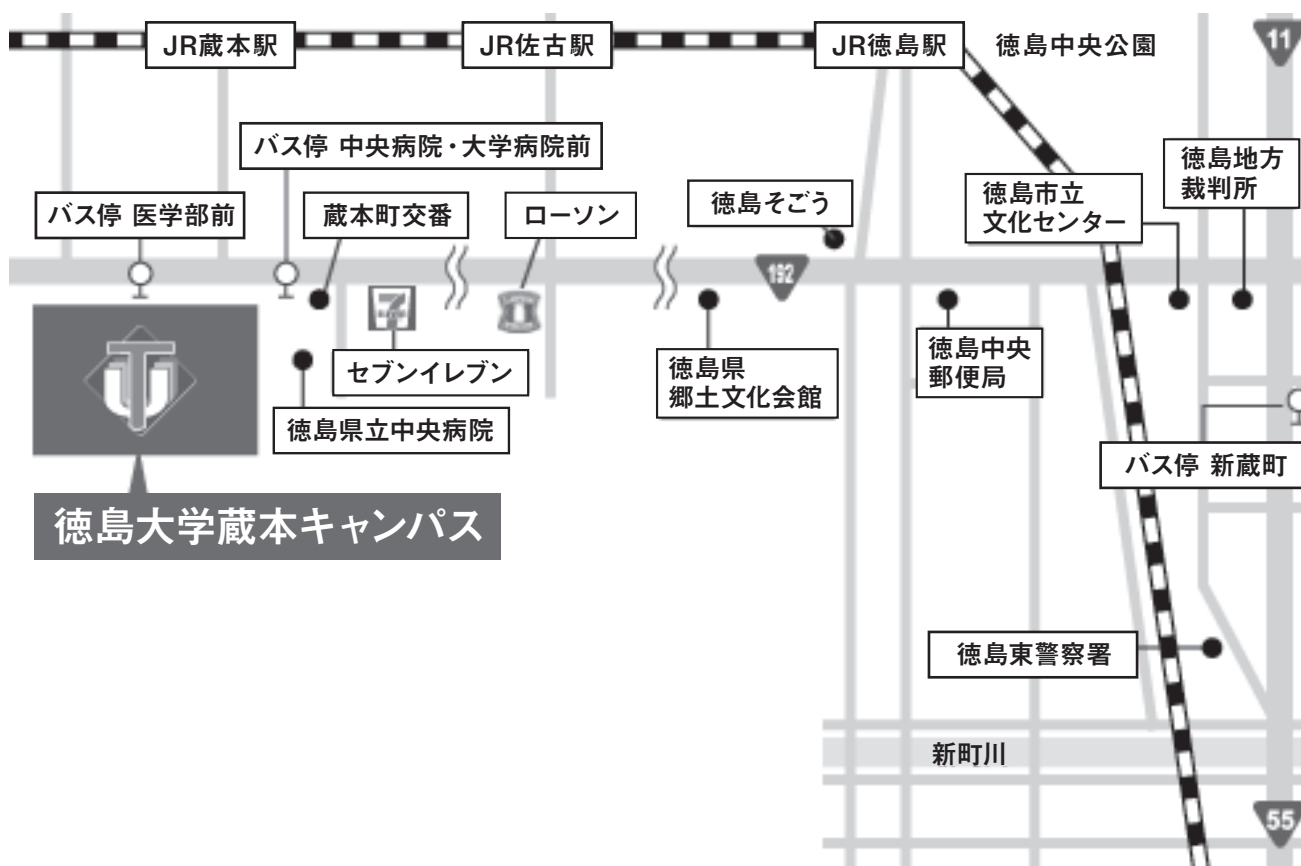 JR蔵本駅
JR佐古駅
JR徳島駅
徳島中央公園
11
バス停 中央病院・大学病院前
徳島地方
裁判所
徳島市立
文化センター
バス停 医学部前
蔵本町交番
ローソン
徳島そごう
192
7
セブンイレブン
徳島県
郷土文化会館
徳島中央
郵便局
徳島県立中央病院
バス停 新蔵町
徳島大学蔵本キャンパス
徳島東警察署
新町川
55